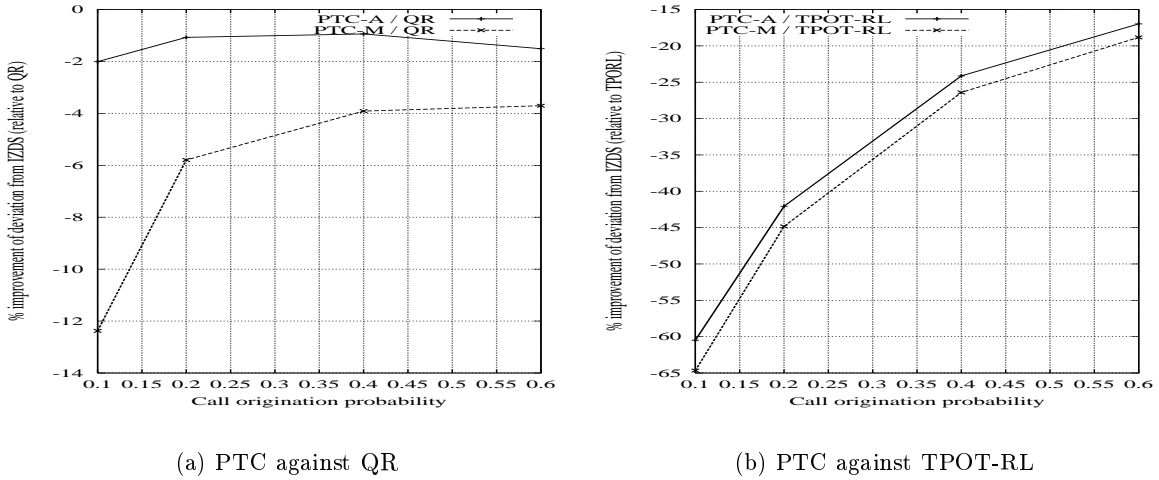 PTC-A / QR
PTC-M / QR
% improvement of deviation from IZDS (relative to QR)
0
-2
-4
-6
-8
-10
-12
-14
0.1 0.15 0.2 0.25 0.3 0.35 0.4 0.45 0.5 0.55 0.6
Call origination probability
(a) PTC against QR
PTC-A / TPOT-RL
PTC-M / TPOT-RL
% improvement of deviation from IZDS (relative to TPORL)
-15
-20
-25
-30
-35
-40
-45
-50
-55
-60
-65
0.1 0.15 0.2 0.25 0.3 0.35 0.4 0.45 0.5 0.55 0.6
Call origination probability
(b) PTC against TPOT-RL